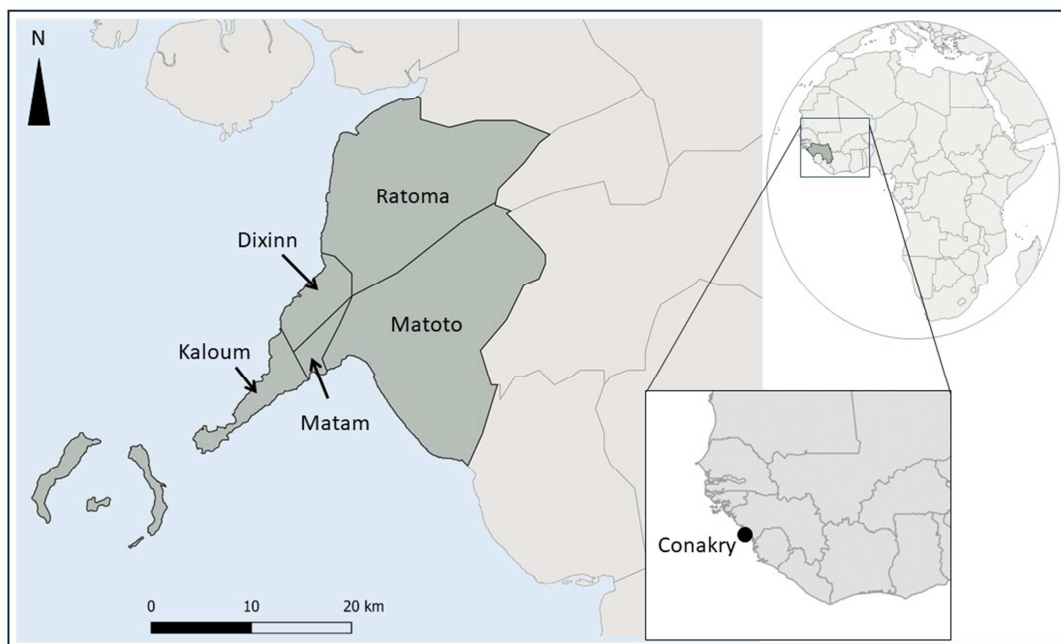 N
Ratoma
Dixinn
Matoto
Kaloum
Matam
Conakry
0 10 20 km